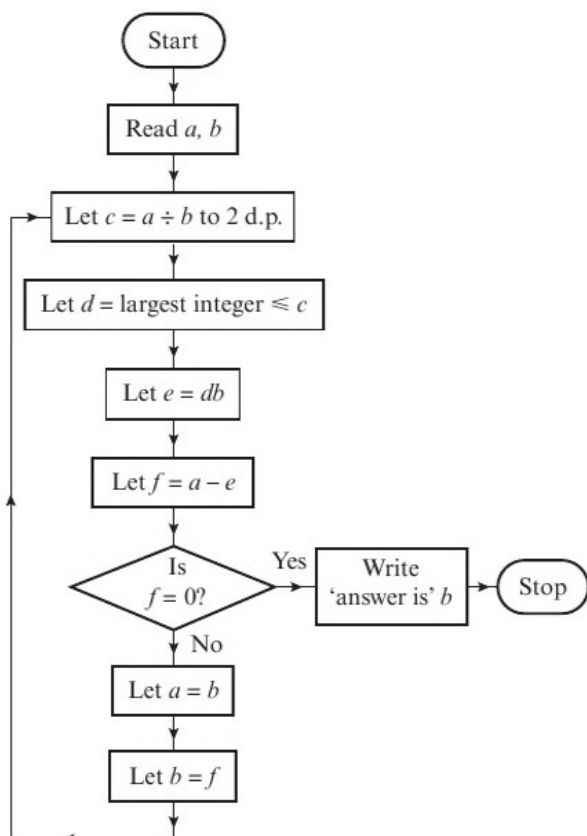 Start
Read a, b
Let c = a ÷ b to 2 d.p.
Let d = largest integer ⩽ c
Let e = db
Let f = a − e
Is
f = 0?
Yes
Write
‘answer is’ b
Stop
No
Let a = b
Let b = f